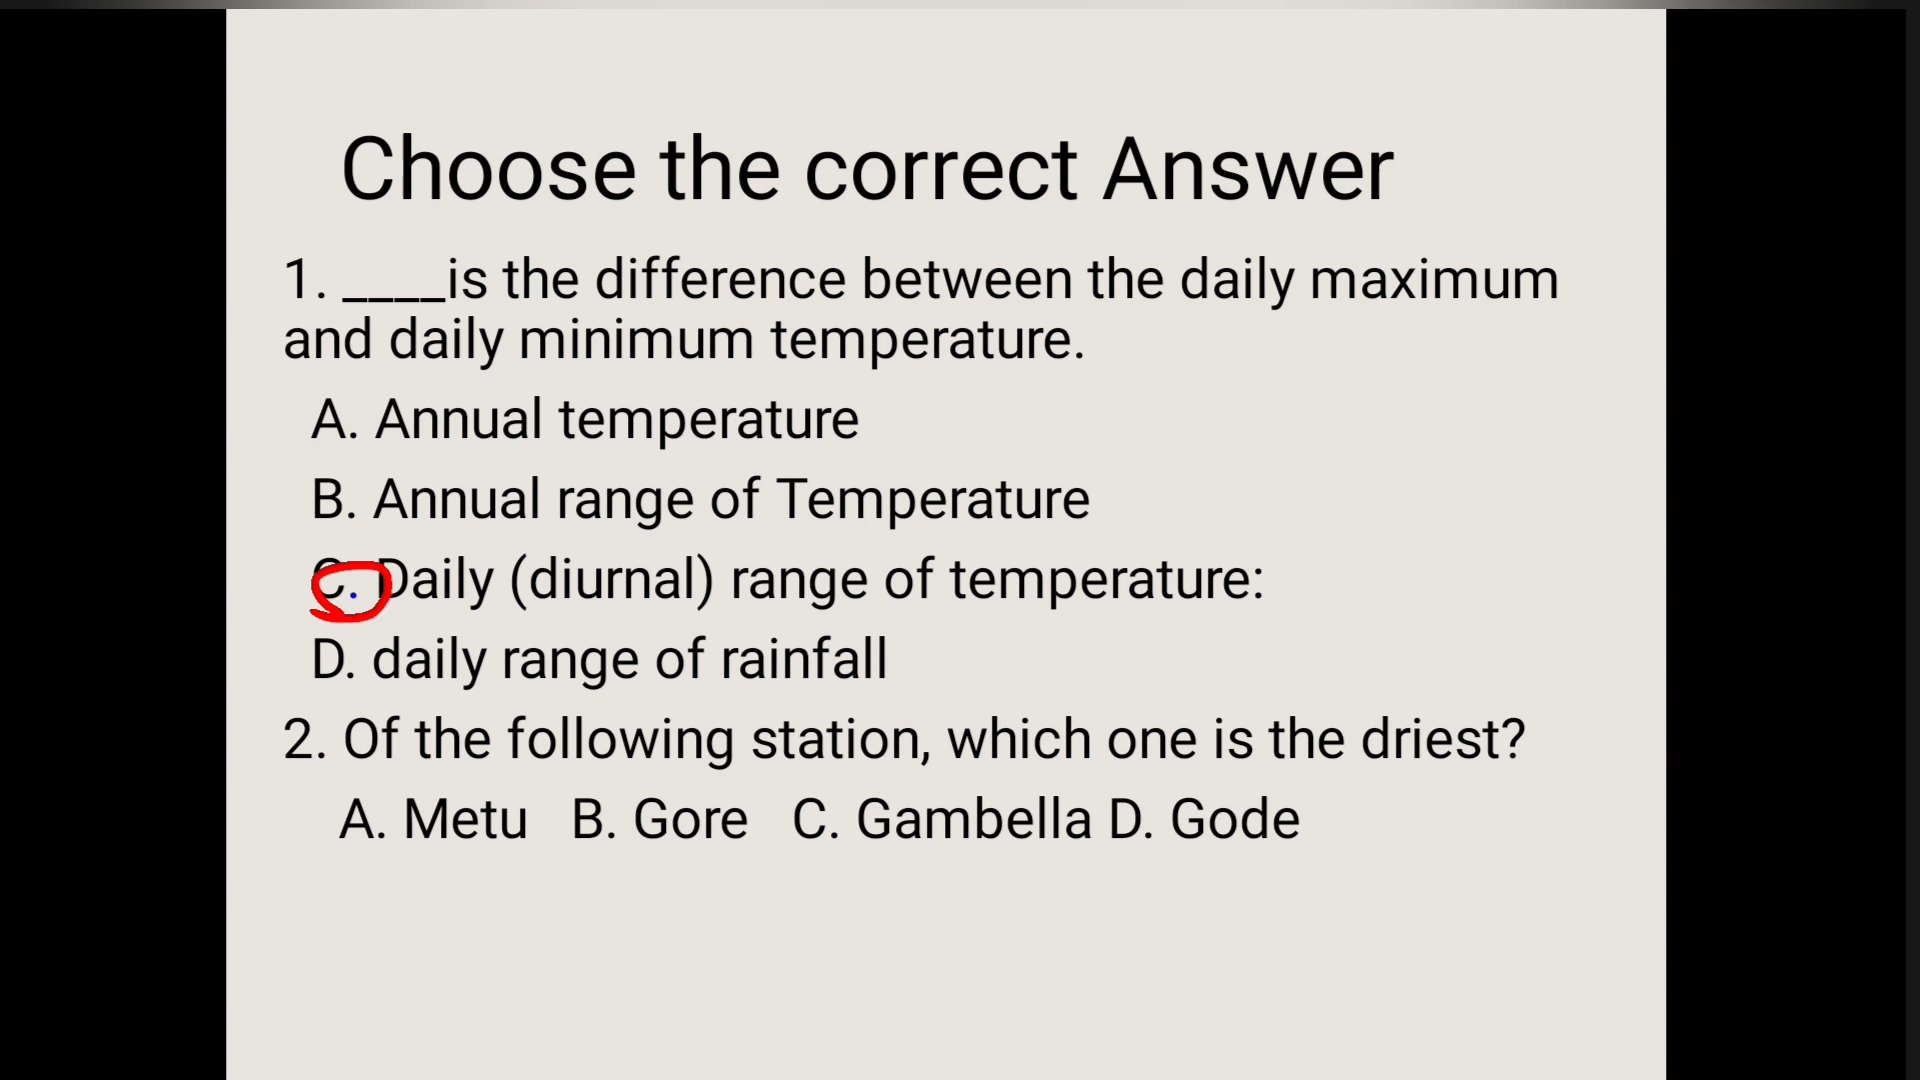 Choose the correct Answer
1. ____is the difference between the daily maximum
and daily minimum temperature.
A. Annual temperature
B. Annual range of Temperature
C. Daily (diurnal) range of temperature:
D. daily range of rainfall
2. Of the following station, which one is the driest?
A. Metu B. Gore C. Gambella D. Gode